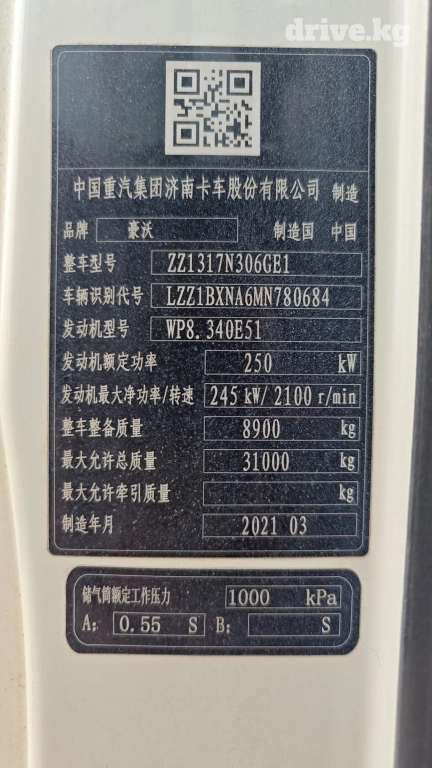 drive.kg
中国重汽集团济南卡车股份有限公司 制造
品牌 豪沃 制造国 中国
整车型号 ZZ1317N306GE1
车辆识别代号 LZZ1BXNA6MN780684
发动机型号 WP8.340E51
发动机额定功率 250 kW
发动机最大净功率/转速 245 kW/ 2100 r/min
整车整备质量 8900 kg
最大允许总质量 31000 kg
最大允许牵引质量 kg
制造年月 2021 03
储气筒额定工作压力 1000 kPa
A: 0.55 S B: S